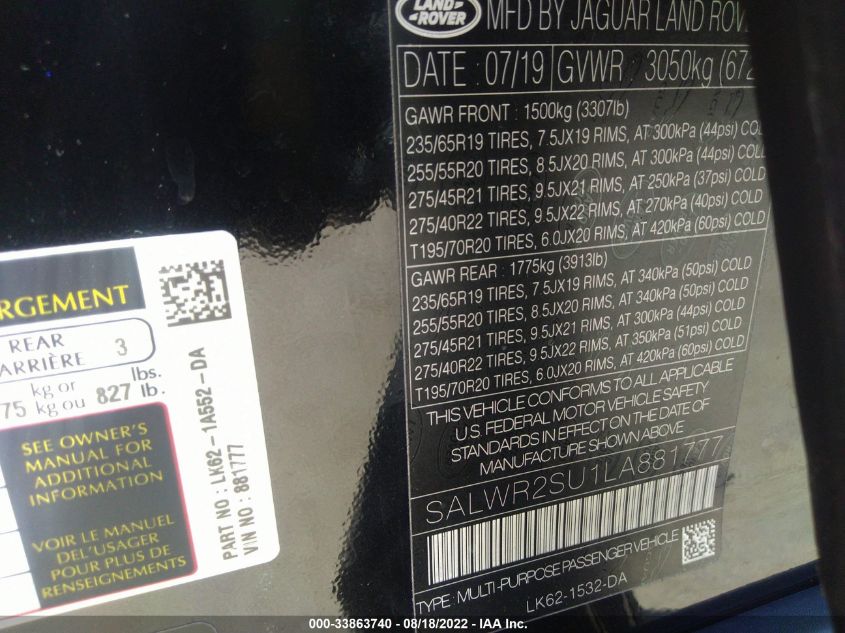 LAND-
ROVER
MFD BY JAGUAR LAND ROV
DATE : 07/19 GVWR : 3050kg (672
GAWR FRONT : 1500kg (3307lb)
235/65R19 TIRES, 7.5JX19 RIMS, AT 300kPa (44psi) COL
255/55R20 TIRES, 8.5JX20 RIMS, AT 300kPa (44psi) COL
275/45R21 TIRES, 9.5JX21 RIMS, AT 250kPa (37psi) COLD
275/40R22 TIRES, 9.5JX22 RIMS, AT 270kPa (40psi) COLD
T195/70R20 TIRES, 6.0JX20 RIMS, AT 420kPa (60psi) COLD
GAWR REAR : 1775kg (3913lb)
235/65R19 TIRES, 7.5JX19 RIMS, AT 340kPa (50psi) COLD
255/55R20 TIRES, 8.5JX20 RIMS, AT 340kPa (50psi) COLD
275/45R21 TIRES, 9.5JX21 RIMS, AT 300kPa (44psi) COLD
275/40R22 TIRES, 9.5JX22 RIMS, AT 350kPa (51psi) COLD
T195/70R20 TIRES, 6.0JX20 RIMS, AT 420kPa (60psi) COLD
THIS VEHICLE CONFORMS TO ALL APPLICABLE
U.S. FEDERAL MOTOR VEHICLE SAFETY
STANDARDS IN EFFECT ON THE DATE OF
MANUFACTURE SHOWN ABOVE
SALWR2SU1LA881777
TYPE : MULTI-PURPOSE PASSENGER VEHICLE
LK62-1532-DA
RGEMENT
REAR
ARRIÈRE 3
75 kg or
kg ou 827 lbs.
lb.
SEE OWNER'S
MANUAL FOR
ADDITIONAL
INFORMATION
VOIR LE MANUEL
DEL'USAGER
POUR PLUS DE
RENSEIGNEMENTS
PART NO : LK62 - 1A552 - DA
VIN NO : 881777
000-33863740 - 08/18/2022 - IAA Inc.